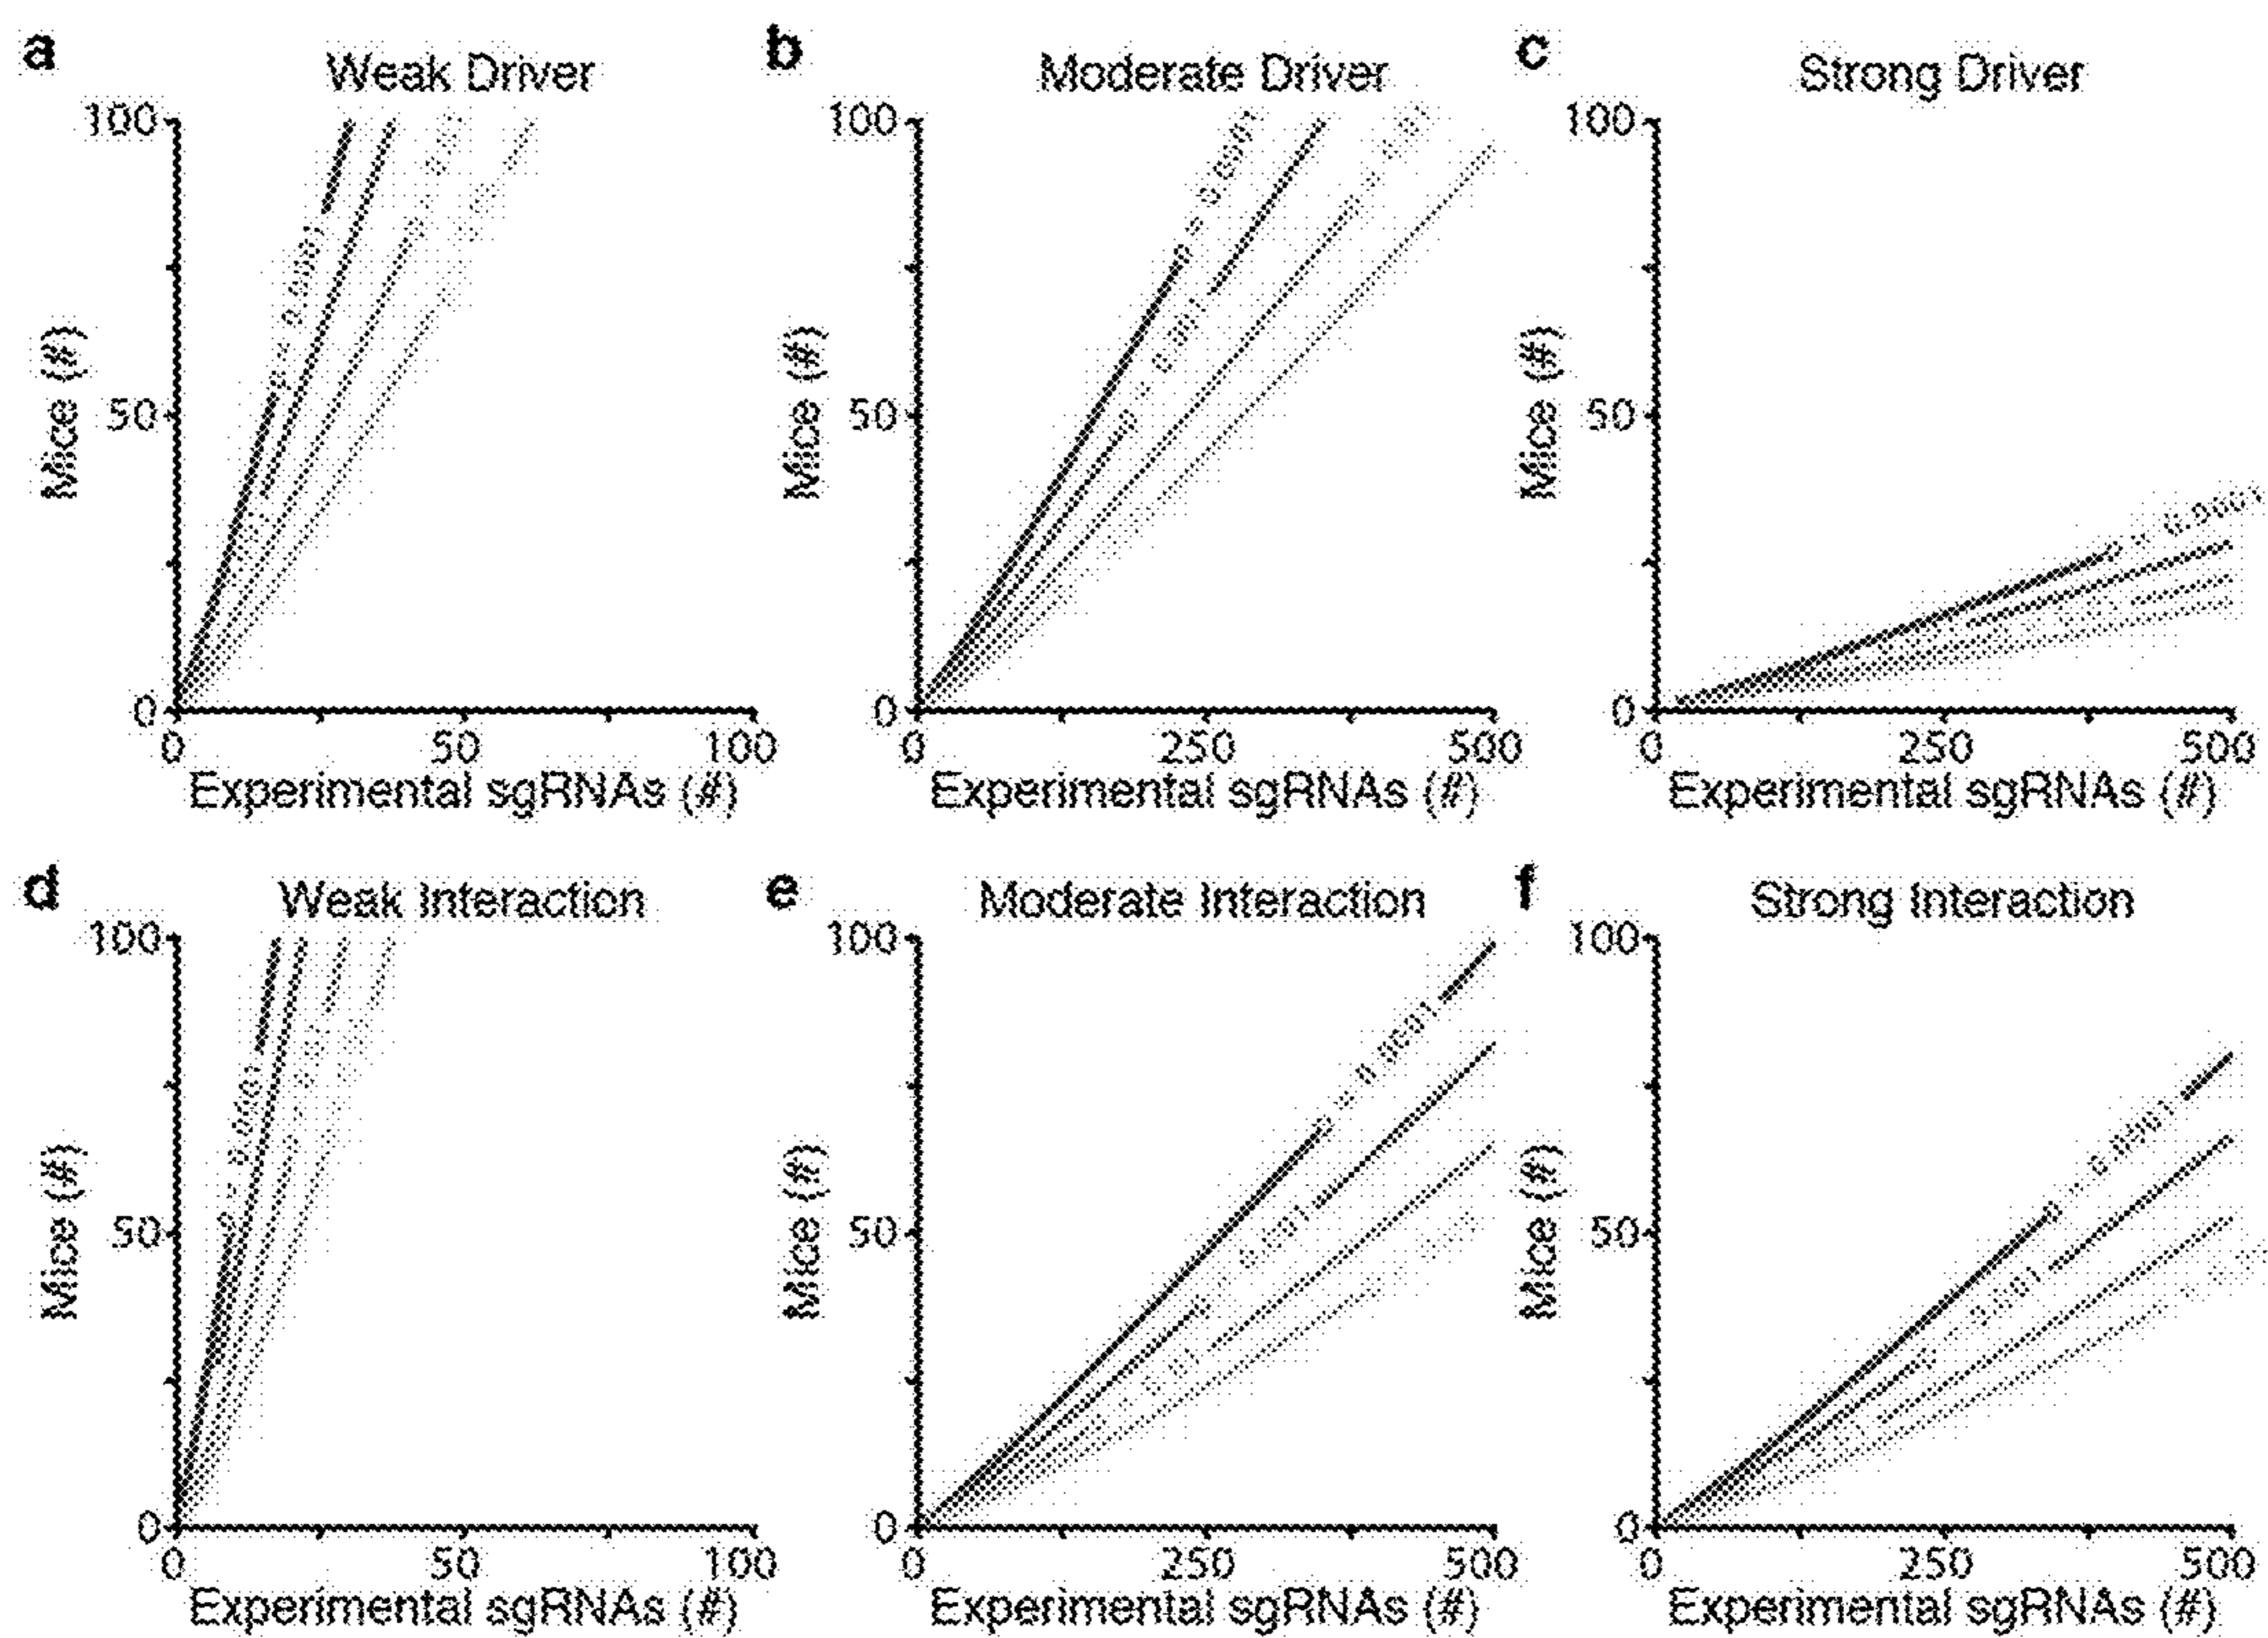 a Weak Driver
100
50
0
0 50 100
Mice (#)
Experimental sgRNAs (#)
b Moderate Driver
100
50
0
0 250 500
Mice (#)
Experimental sgRNAs (#)
c Strong Driver
100
50
0
0 250 500
Mice (#)
Experimental sgRNAs (#)
d Weak Interaction
100
50
0
0 50 100
Mice (#)
Experimental sgRNAs (#)
e Moderate Interaction
100
50
0
0 250 500
Mice (#)
Experimental sgRNAs (#)
f Strong Interaction
100
50
0
0 250 500
Mice (#)
Experimental sgRNAs (#)